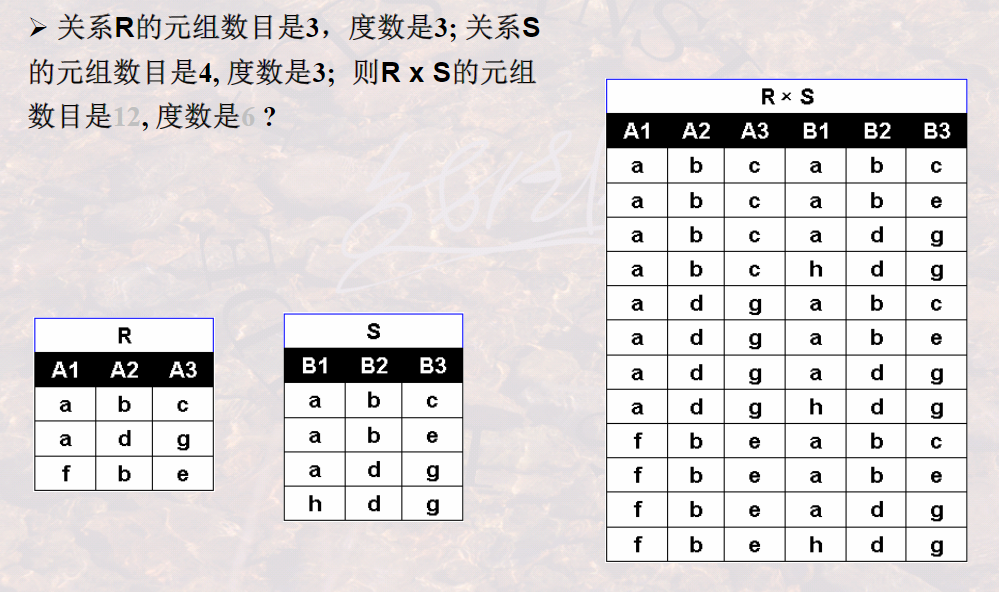 ➢ 关系R的元组数目是3，度数是3; 关系S
的元组数目是4, 度数是3; 则R x S的元组
数目是12, 度数是6 ?
R × S
A1 A2 A3 B1 B2 B3
a b c a b c
a b c a b e
a b c a d g
a b c h d g
a d g a b c
a d g a b e
a d g a d g
a d g h d g
f b e a b c
f b e a b e
f b e a d g
f b e h d g
R
A1 A2 A3
a b c
a d g
f b e
S
B1 B2 B3
a b c
a b e
a d g
h d g